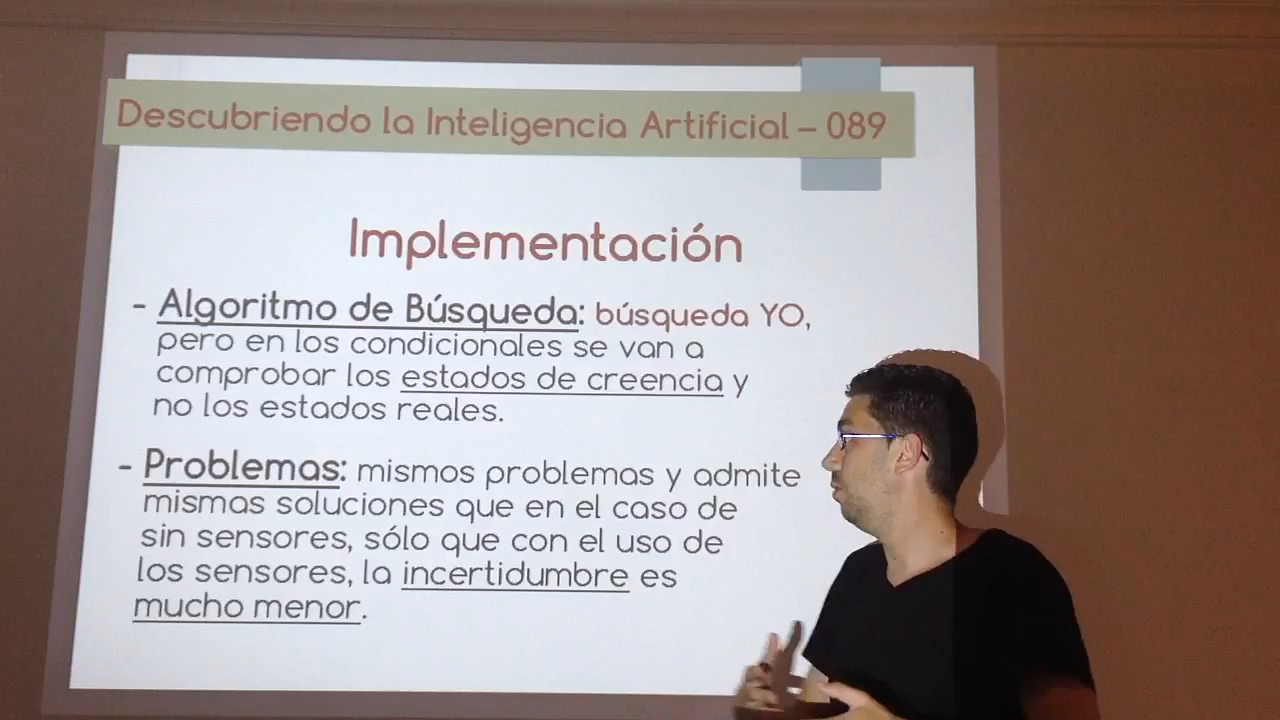 Descubriendo la Inteligencia Artificial – 089
Implementación
- Algoritmo de Búsqueda: búsqueda YO,
pero en los condicionales se van a
comprobar los estados de creencia y
no los estados reales.
- Problemas: mismos problemas y admite
mismas soluciones que en el caso de
sin sensores, sólo que con el uso de
los sensores, la incertidumbre es
mucho menor.